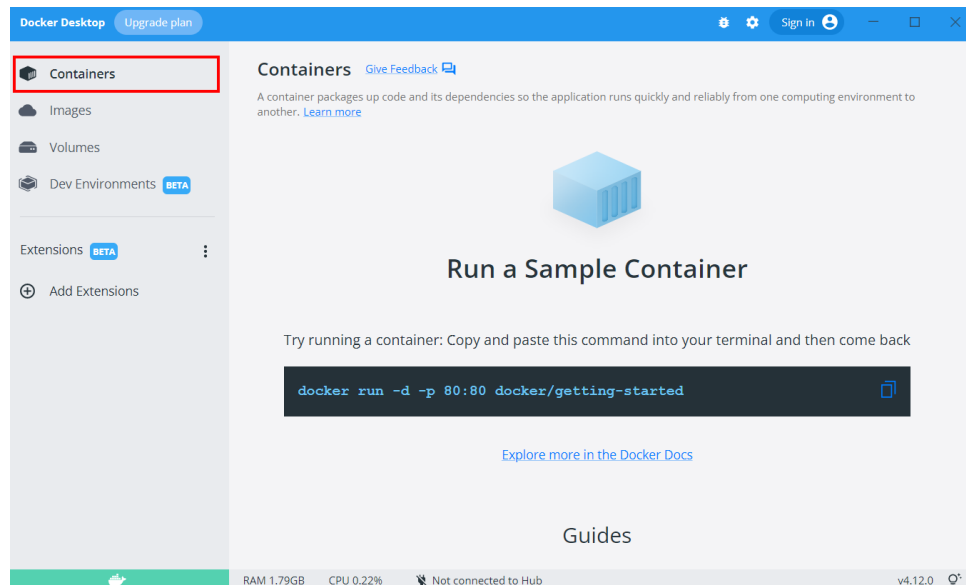 Docker Desktop Upgrade plan Sign in
Containers
Images
Volumes
Dev Environments BETA
Extensions BETA
Add Extensions
Containers Give Feedback
A container packages up code and its dependencies so the application runs quickly and reliably from one computing environment to
another. Learn more
Run a Sample Container
Try running a container: Copy and paste this command into your terminal and then come back
docker run -d -p 80:80 docker/getting-started
Explore more in the Docker Docs
Guides
RAM 1.79GB CPU 0.22% Not connected to Hub v4.12.0